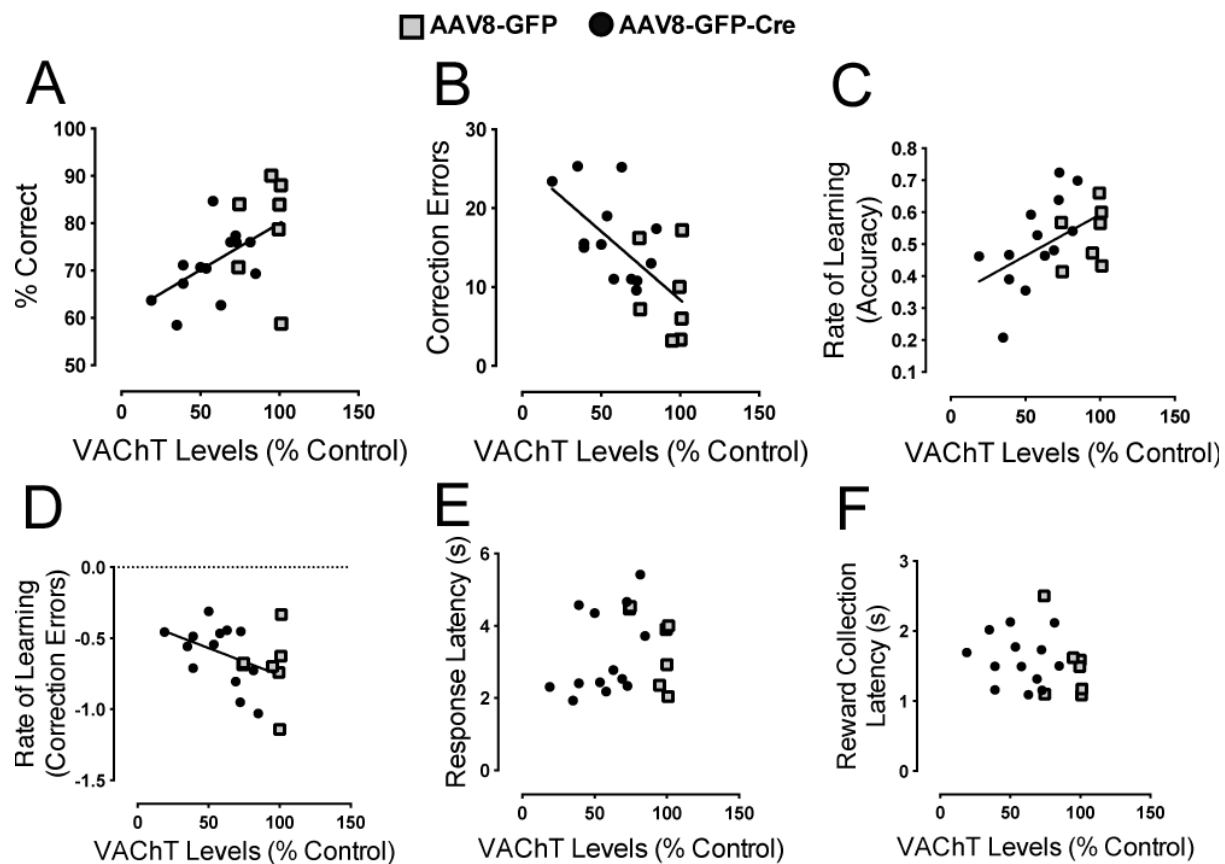 AAV8-GFP AAV8-GFP-Cre
A
% Correct
100
90
80
70
60
50
0 50 100 150
VAChT Levels (% Control)
B
Correction Errors
30
20
10
0
0 50 100 150
VAChT Levels (% Control)
C
Rate of Learning
(Accuracy)
0.8
0.7
0.6
0.5
0.4
0.3
0.2
0.1
0 50 100 150
VAChT Levels (% Control)
D
Rate of Learning
(Correction Errors)
0.0
-0.5
-1.0
-1.5
0 50 100 150
VAChT Levels (% Control)
E
Response Latency (s)
6
4
2
0
0 50 100 150
VAChT Levels (% Control)
F
Reward Collection
Latency (s)
3
2
1
0
0 50 100 150
VAChT Levels (% Control)